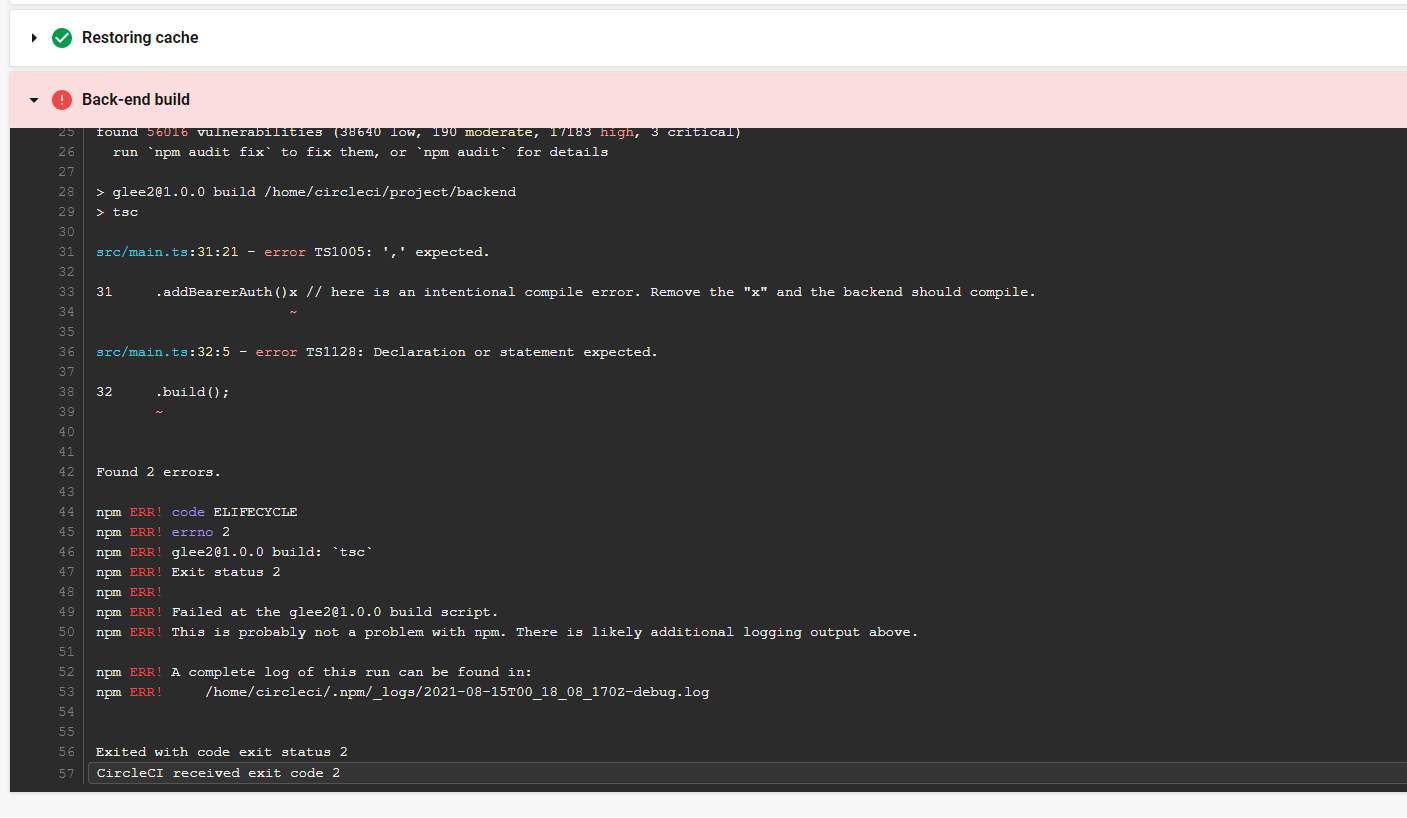 Restoring cache
Back-end build
25 found 56016 vulnerabilities (38640 low, 190 moderate, 17183 high, 3 critical)
26 run `npm audit fix` to fix them, or `npm audit` for details
27
28 > glee2@1.0.0 build /home/circleci/project/backend
29 > tsc
30
31 src/main.ts:31:21 - error TS1005: ',' expected.
32
33 31 .addBearerAuth()x // here is an intentional compile error. Remove the "x" and the backend should compile.
34 ~
35
36 src/main.ts:32:5 - error TS1128: Declaration or statement expected.
37
38 32 .build();
39 ~
40
41
42 Found 2 errors.
43
44 npm ERR! code ELIFECYCLE
45 npm ERR! errno 2
46 npm ERR! glee2@1.0.0 build: `tsc`
47 npm ERR! Exit status 2
48 npm ERR!
49 npm ERR! Failed at the glee2@1.0.0 build script.
50 npm ERR! This is probably not a problem with npm. There is likely additional logging output above.
51
52 npm ERR! A complete log of this run can be found in:
53 npm ERR! /home/circleci/.npm/_logs/2021-08-15T00_18_08_170Z-debug.log
54
55
56 Exited with code exit status 2
57 CircleCI received exit code 2